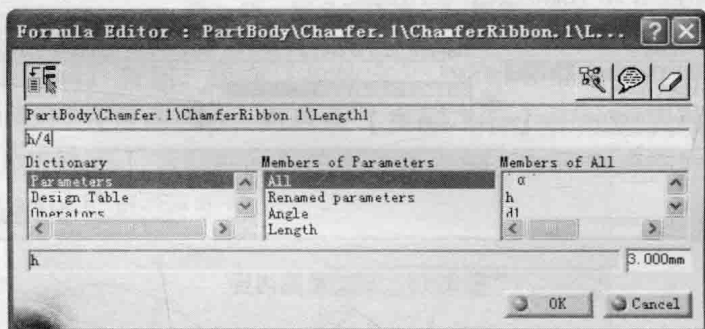 Formula Editor : PartBody\Chamfer.1\ChamferRibbon.1\L...
PartBody\Chamfer.1\ChamferRibbon.1\Length1
h/4
Dictionary
Members of Parameters
Members of All
Parameters
Design Table
Operators
All
Renamed parameters
Angle
Length
`α`
h
d1
h
3.000mm
OK
Cancel